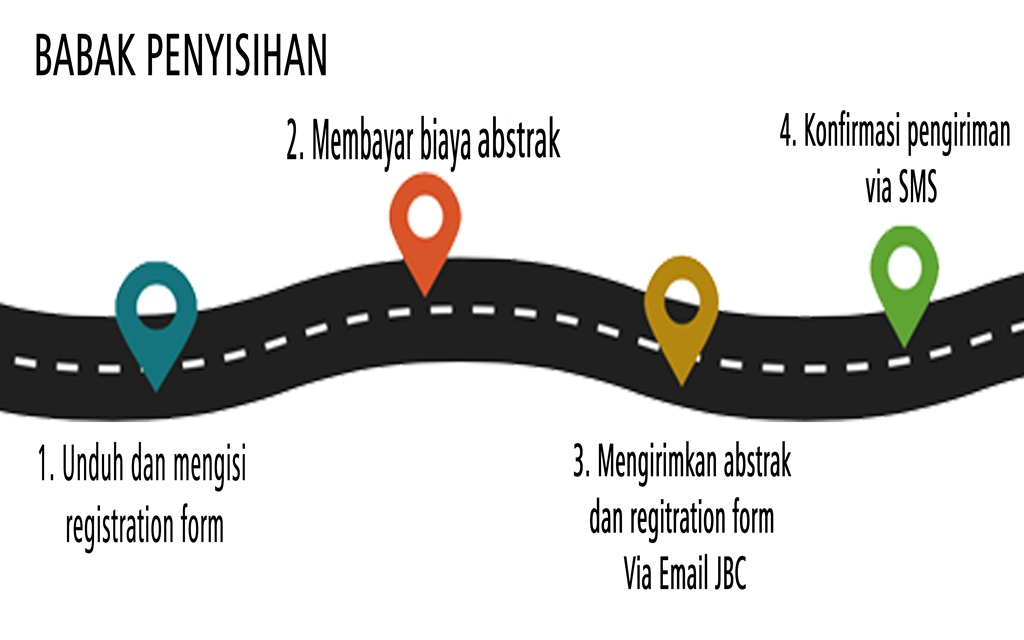 BABAK PENYISIHAN
2. Membayar biaya abstrak
4. Konfirmasi pengiriman
via SMS
1. Unduh dan mengisi
registration form
3. Mengirimkan abstrak
dan regitration form
Via Email JBC